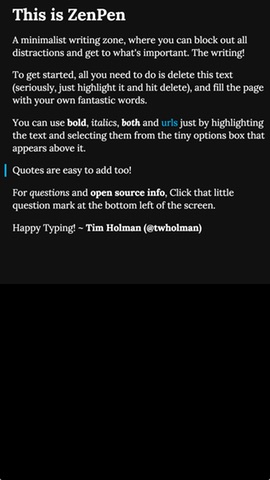 This is ZenPen
A minimalist writing zone, where you can block out all
distractions and get to what's important. The writing!
To get started, all you need to do is delete this text
(seriously, just highlight it and hit delete), and fill the page
with your own fantastic words.
You can use bold, italics, both and urls just by highlighting
the text and selecting them from the tiny options box that
appears above it.
Quotes are easy to add too!
For questions and open source info, Click that little
question mark at the bottom left of the screen.
Happy Typing! ~ Tim Holman (@twholman)